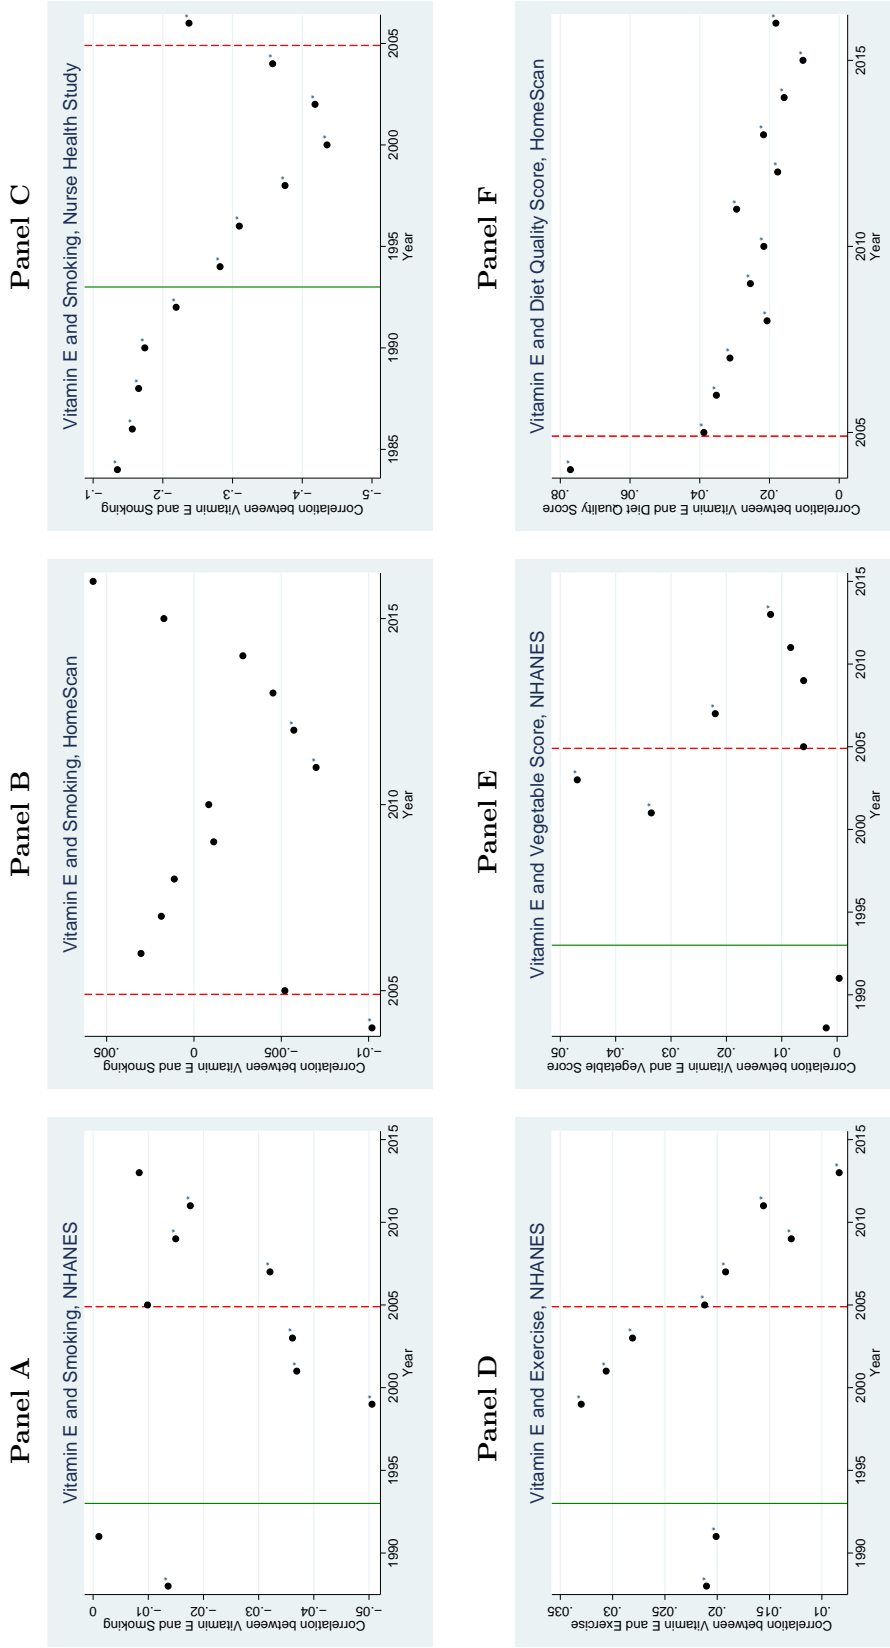 Panel A
Vitamin E and Smoking, NHANES
Correlation between Vitamin E and Smoking
0
-.01
-.02
-.03
-.04
-.05
1990 1995 2000 2005 2010 2015
Year
Panel B
Vitamin E and Smoking, HomeScan
Correlation between Vitamin E and Smoking
.005
0
-.005
-.01
2005 2010 2015
Year
Panel C
Vitamin E and Smoking, Nurse Health Study
Correlation between Vitamin E and Smoking
-.1
-.2
-.3
-.4
-.5
1985 1990 1995 2000 2005
Year
Panel D
Vitamin E and Exercise, NHANES
Correlation between Vitamin E and Exercise
.035
.03
.025
.02
.015
.01
1990 1995 2000 2005 2010 2015
Year
Panel E
Vitamin E and Vegetable Score, NHANES
Correlation between Vitamin E and Vegetable Score
.05
.04
.03
.02
.01
0
1990 1995 2000 2005 2010 2015
Year
Panel F
Vitamin E and Diet Quality Score, HomeScan
Correlation between Vitamin E and Diet Quality Score
.08
.06
.04
.02
0
2005 2010 2015
Year